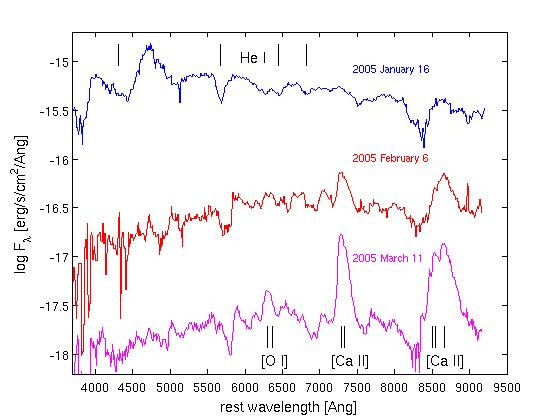 -15
He I
2005 January 16
-15.5
-16
2005 February 6
-16.5
-17
2005 March 11
-17.5
-18
[O I]
[Ca II]
[Ca II]
4000 4500 5000 5500 6000 6500 7000 7500 8000 8500 9000 9500
rest wavelength [Ang]
log Fλ [erg/s/cm²/Ang]